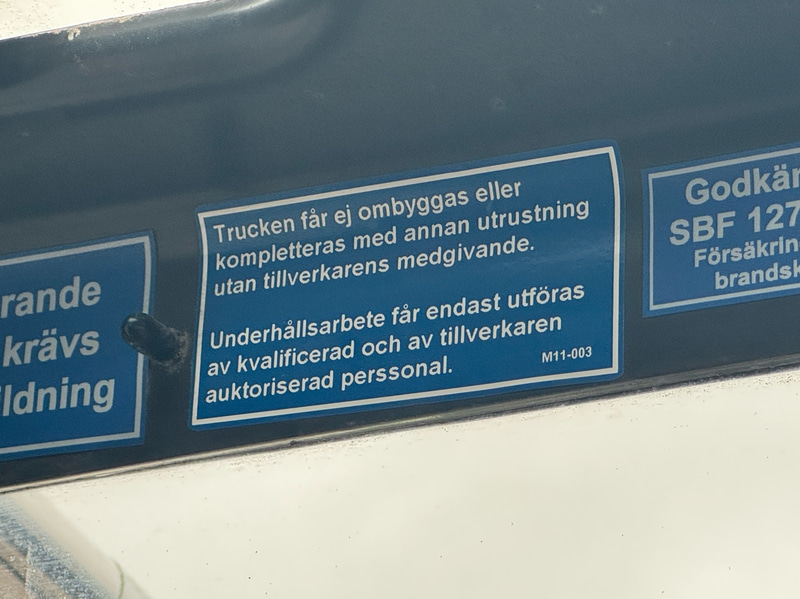 rande
krävs
ldning
Trucken får ej ombyggas eller
kompletteras med annan utrustning
utan tillverkarens medgivande.
Underhållsarbete får endast utföras
av kvalificerad och av tillverkaren
auktoriserad perssonal.
M11-003
Godkär
SBF 127
Försäkrin
brandsk